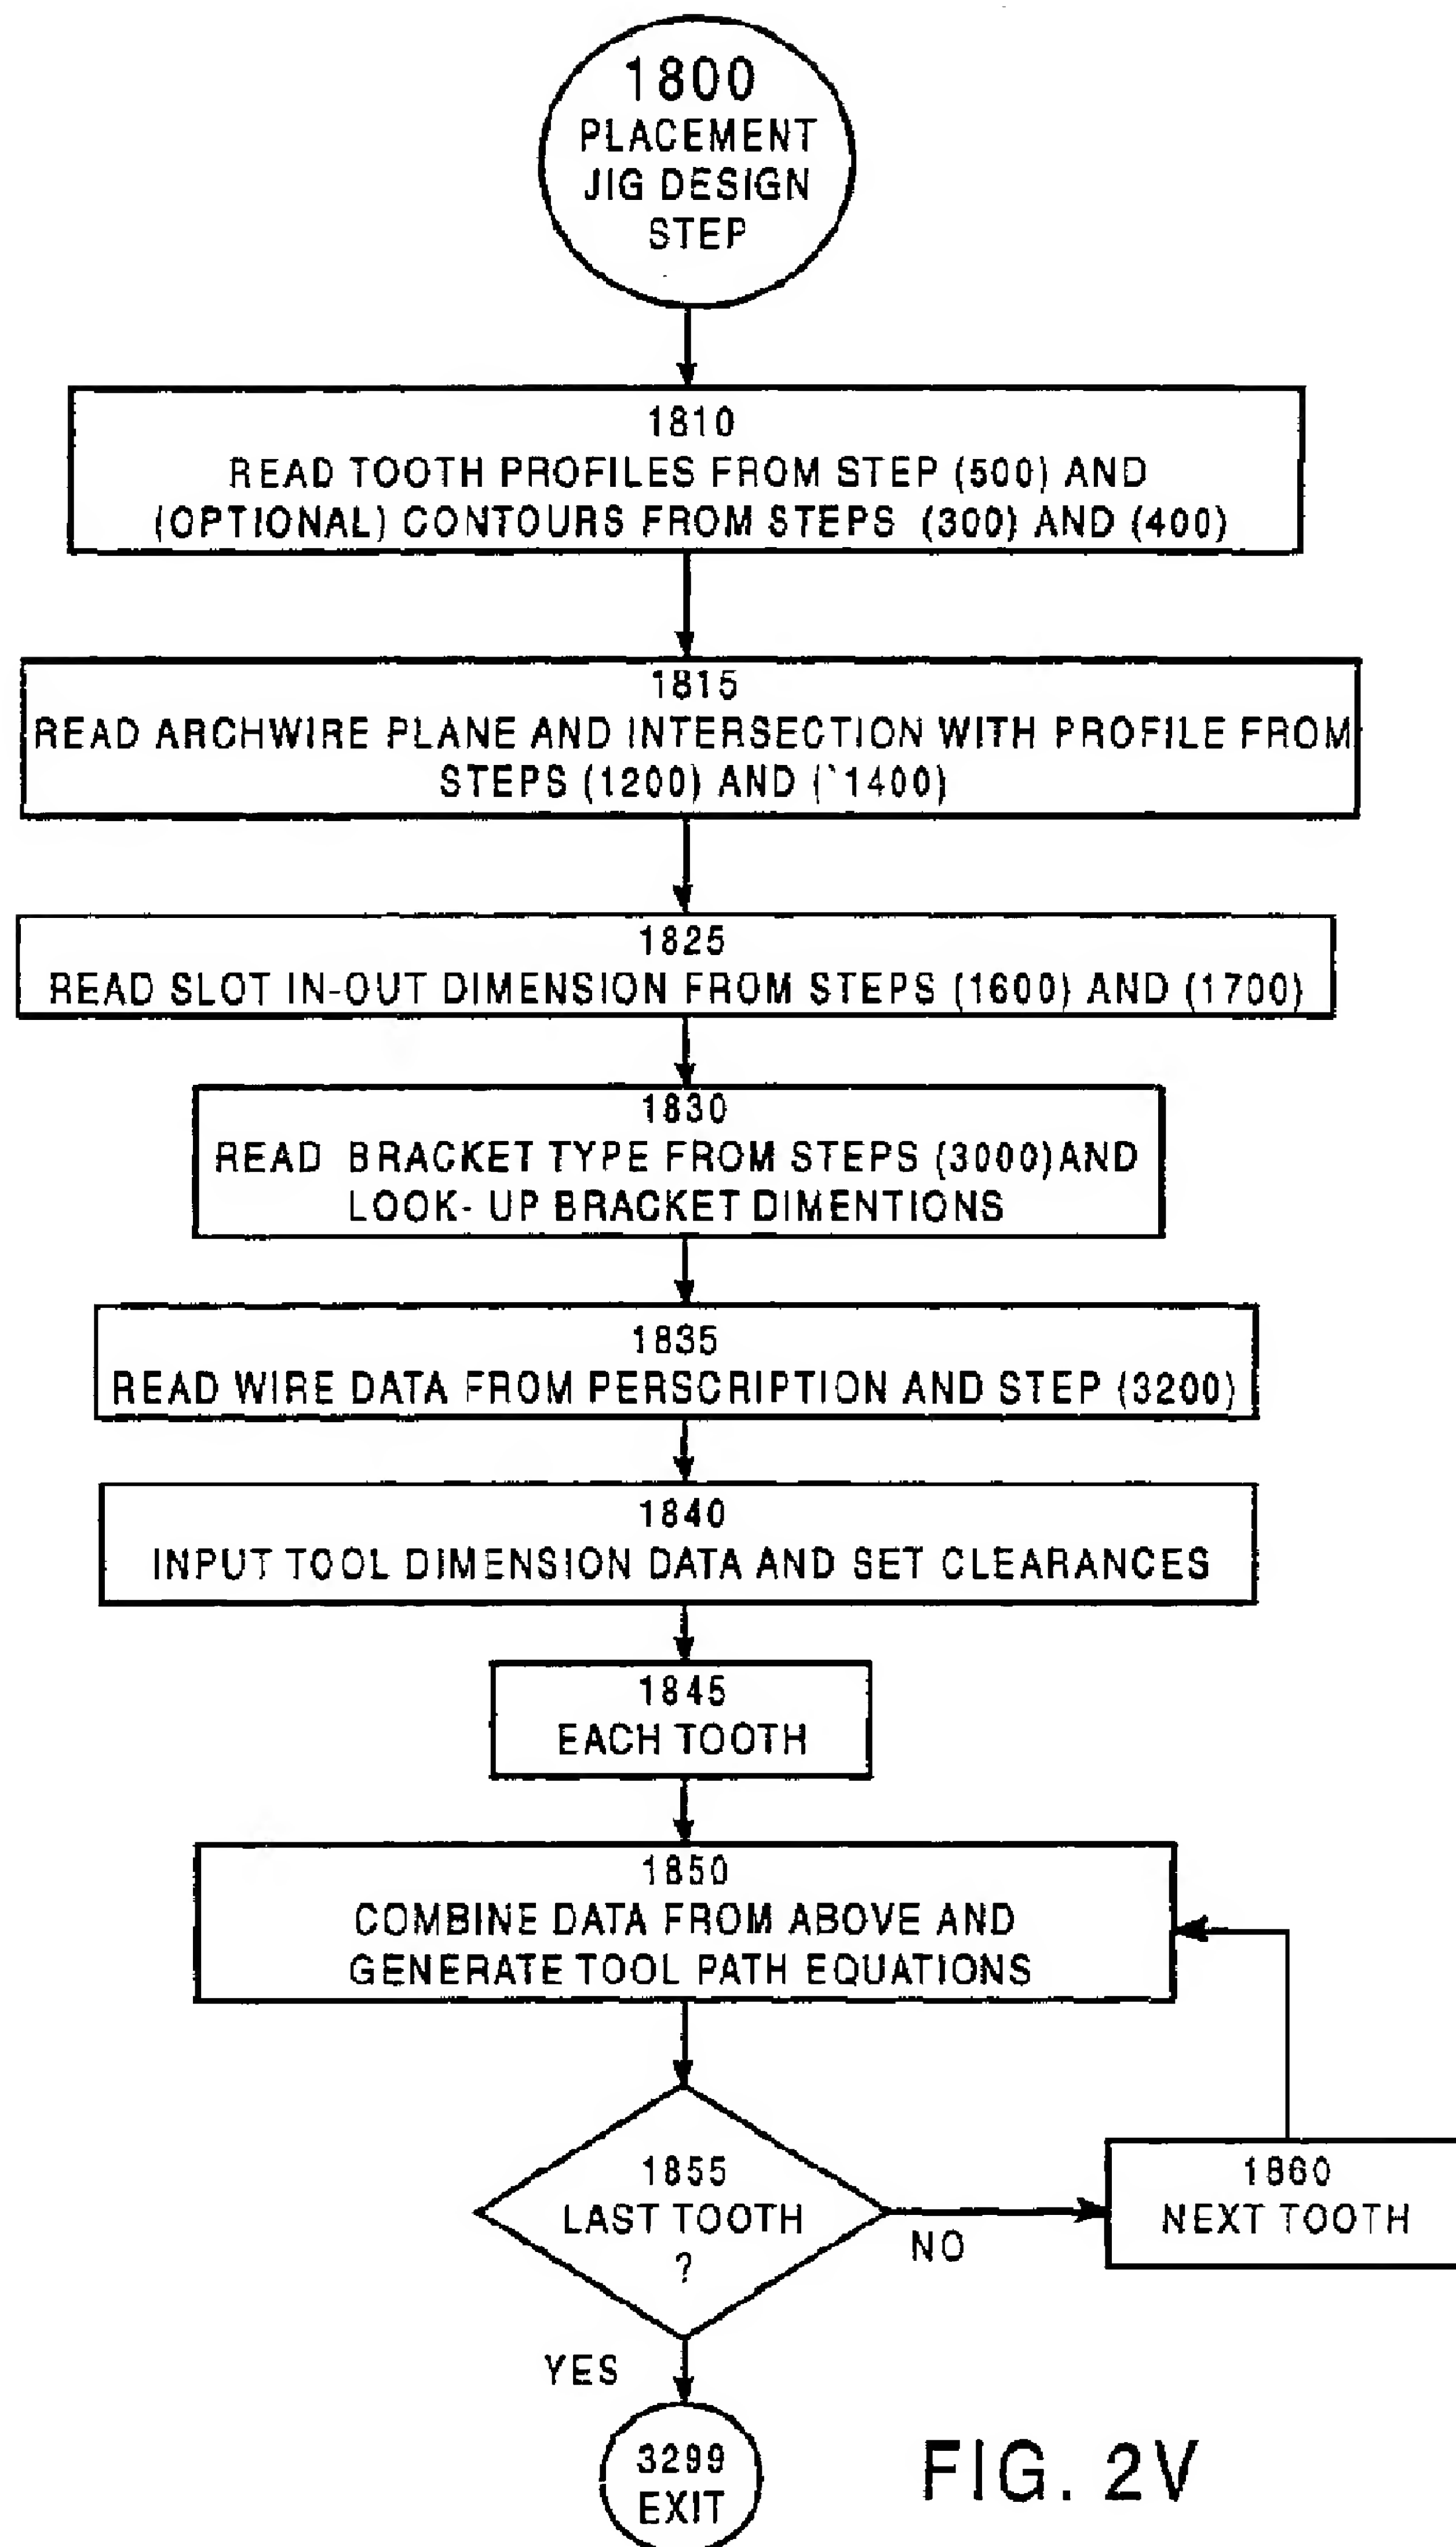 1800
PLACEMENT
JIG DESIGN
STEP
1810
READ TOOTH PROFILES FROM STEP (500) AND
(OPTIONAL) CONTOURS FROM STEPS (300) AND (400)
1815
READ ARCHWIRE PLANE AND INTERSECTION WITH PROFILE FROM
STEPS (1200) AND (`1400)
1825
READ SLOT IN-OUT DIMENSION FROM STEPS (1600) AND (1700)
1830
READ BRACKET TYPE FROM STEPS (3000)AND
LOOK- UP BRACKET DIMENTIONS
1835
READ WIRE DATA FROM PERSCRIPTION AND STEP (3200)
1840
INPUT TOOL DIMENSION DATA AND SET CLEARANCES
1845
EACH TOOTH
1850
COMBINE DATA FROM ABOVE AND
GENERATE TOOL PATH EQUATIONS
1855
LAST TOOTH
?
NO
1860
NEXT TOOTH
YES
3299
EXIT
FIG. 2V